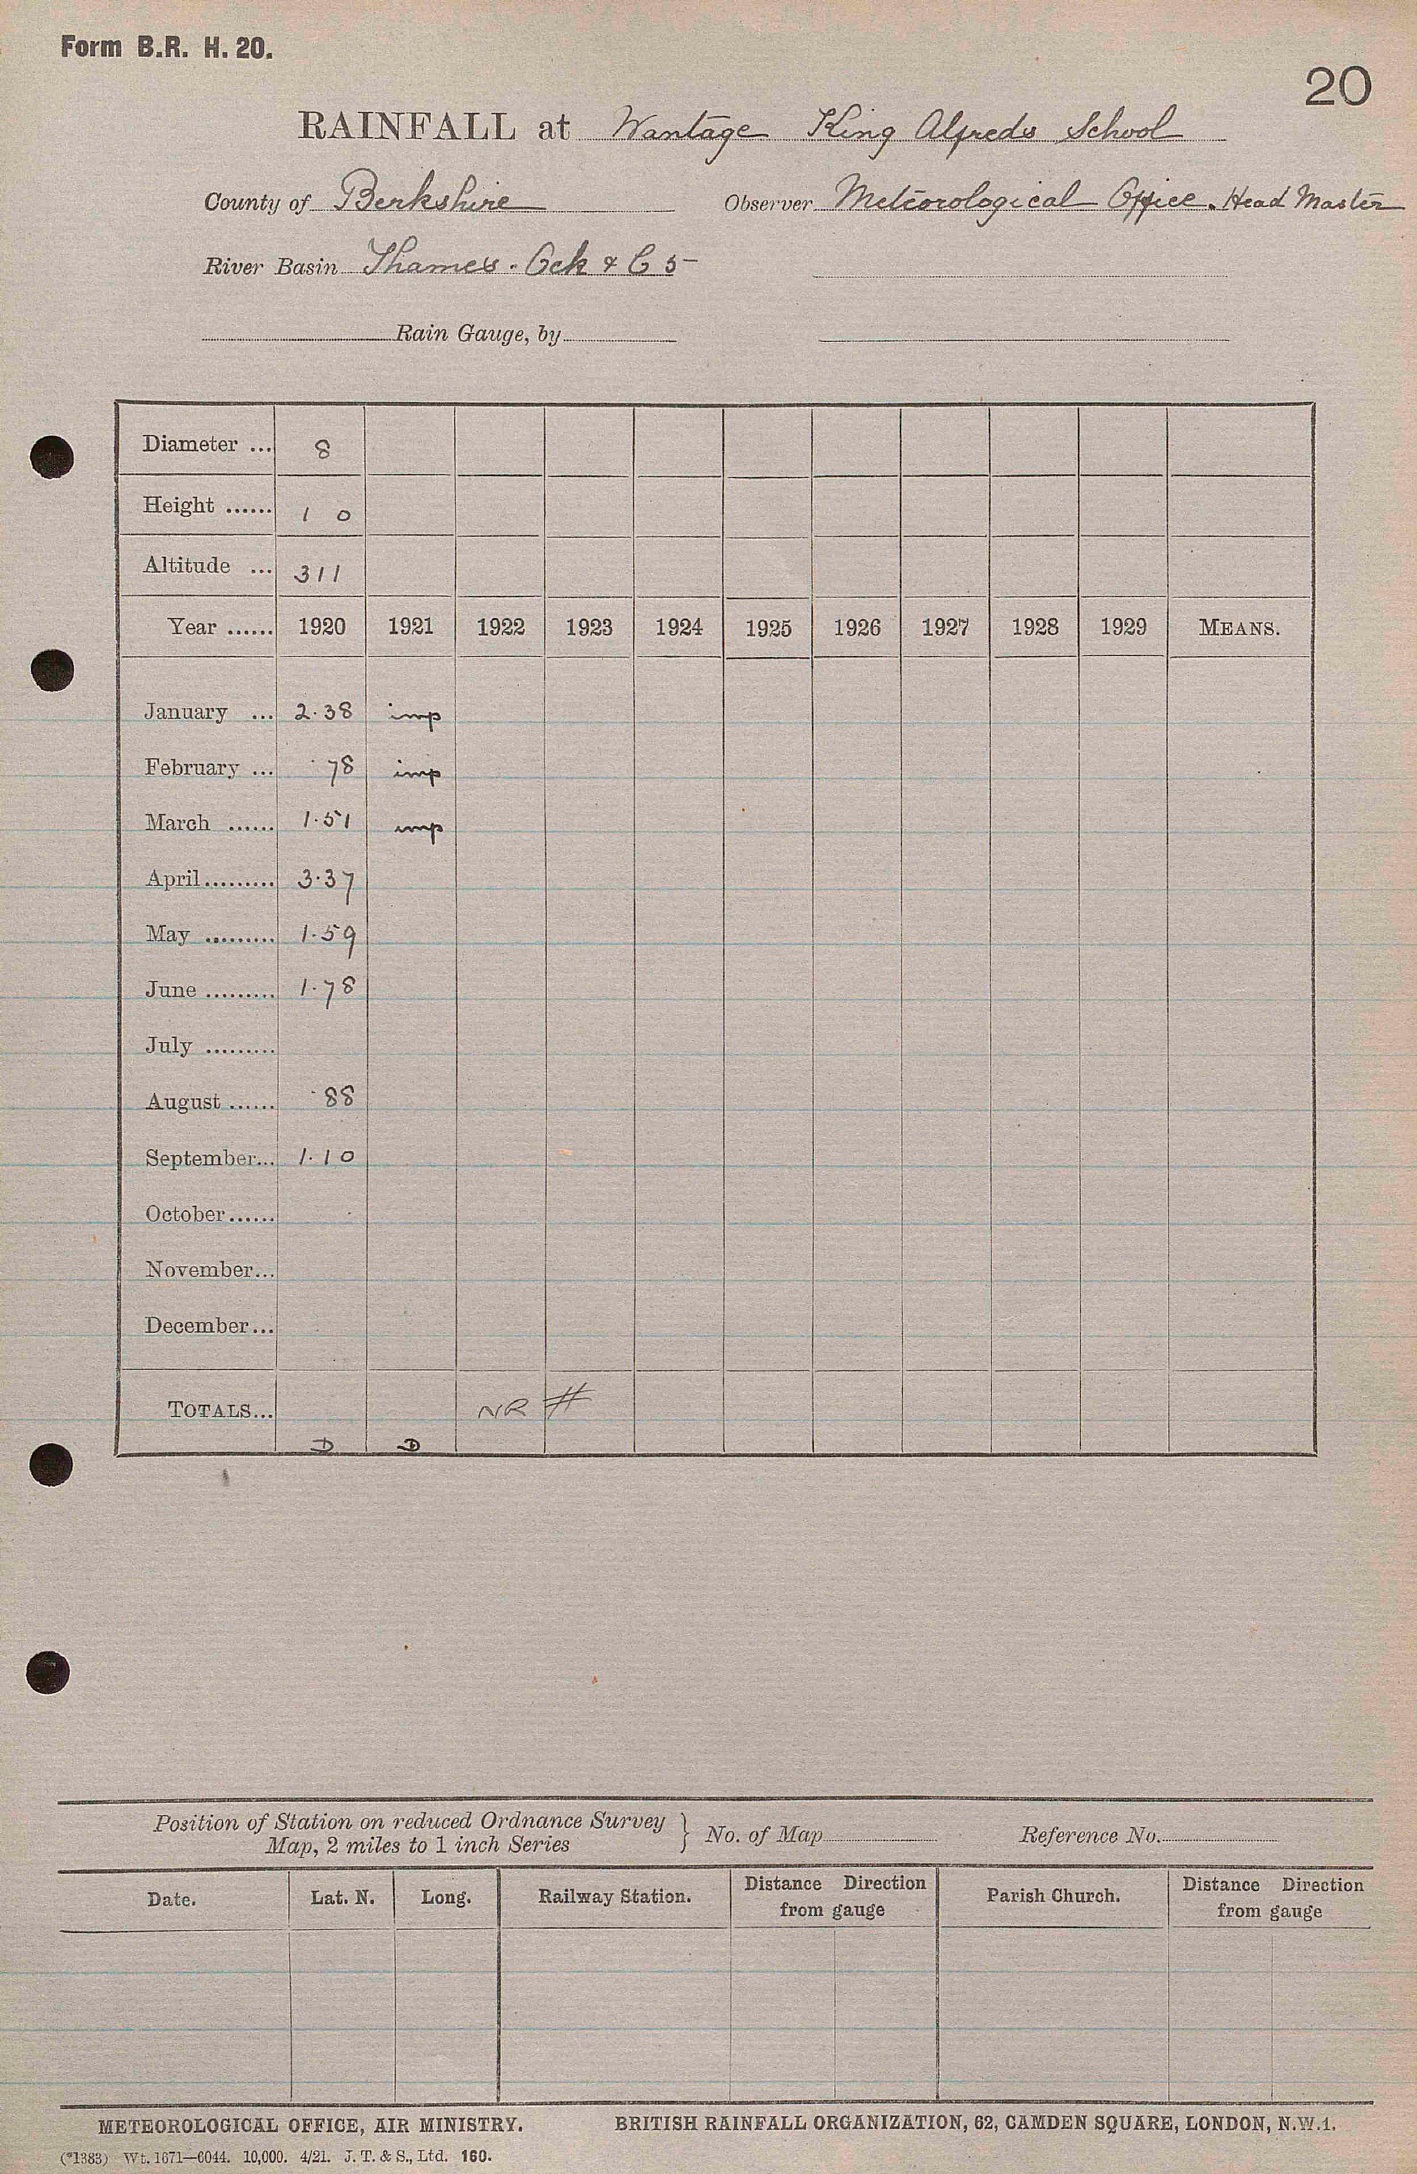 Form B.R. H. 20.
20
RAINFALL at Wantage King Alfreds School
County of Berkshire Observer Meteorological Office. Head Master
River Basin Thames. Ock & C 5
Rain Gauge, by
Diameter ... 8
Height ...... 1 0
Altitude ... 311
Year ...... 1920 1921 1922 1923 1924 1925 1926 1927 1928 1929 MEANS.
January ... 2.38 imp
February ... .78 imp
March ...... 1.51 imp
April ......... 3.37
May ......... 1.59
June ......... 1.78
July .........
August ...... .88
September... 1.10
October ......
November...
December...
TOTALS... NR #
D D
Position of Station on reduced Ordnance Survey
Map, 2 miles to 1 inch Series } No. of Map Reference No.
Date. Lat. N. Long. Railway Station. Distance Direction from gauge Parish Church. Distance Direction from gauge
METEOROLOGICAL OFFICE, AIR MINISTRY. BRITISH RAINFALL ORGANIZATION, 62, CAMDEN SQUARE, LONDON, N.W.1.
(*1383) Wt. 1671—6044. 10,000. 4/21. J. T. & S., Ltd. 160.